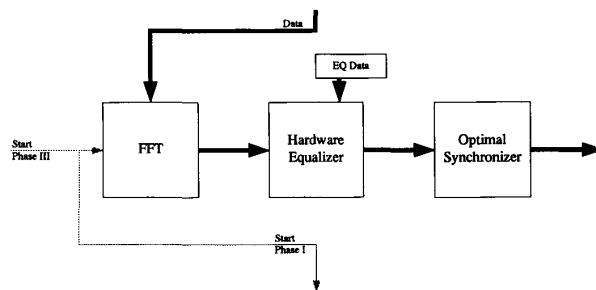 Data
EQ Data
FFT
Hardware
Equalizer
Optimal
Synchronizer
Start
Phase III
Start
Phase I